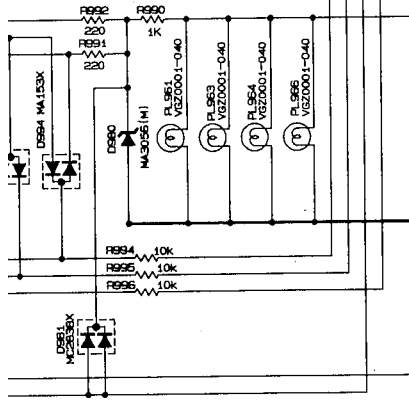 R992
220
R990
1K
R991
220
D994 MA153X
D980
MA3056(M)
PL961
VGZ0001-040
PL963
VGZ0001-040
PL964
VGZ0001-040
PL966
VGZ0001-040
R994 10k
R995 10k
R996 10k
D981
MC2838X